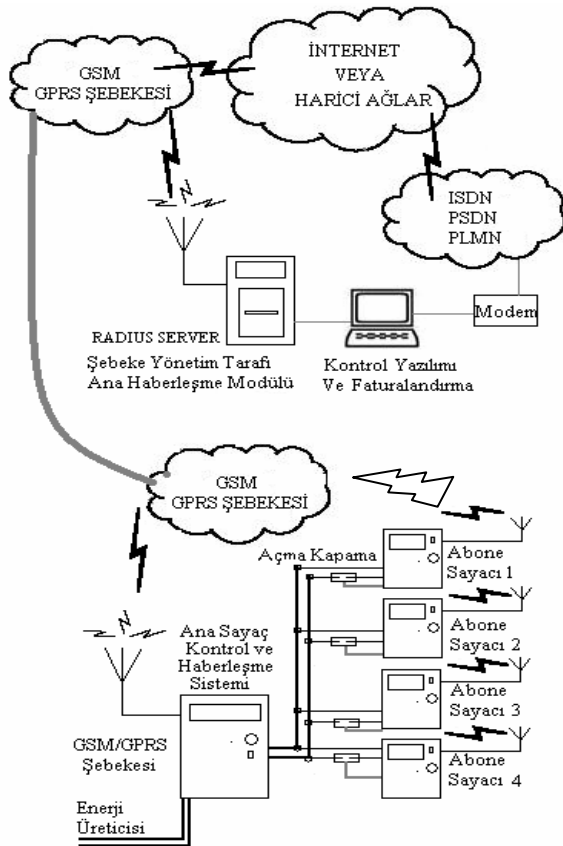 GSM
GPRS ŞEBEKESİ
İNTERNET
VEYA
HARİCİ AĞLAR
ISDN
PSDN
PLMN
Modem
RADIUS SERVER
Şebeke Yönetim Tarafı
Ana Haberleşme Modülü
Kontrol Yazılımı
Ve Faturalandırma
GSM
GPRS ŞEBEKESİ
Açma Kapama
Abone
Sayacı 1
Abone
Sayacı 2
Abone
Sayacı 3
Abone
Sayacı 4
Ana Sayaç
Kontrol ve
Haberleşme
Sistemi
GSM/GPRS
Şebekesi
Enerji
Üreticisi